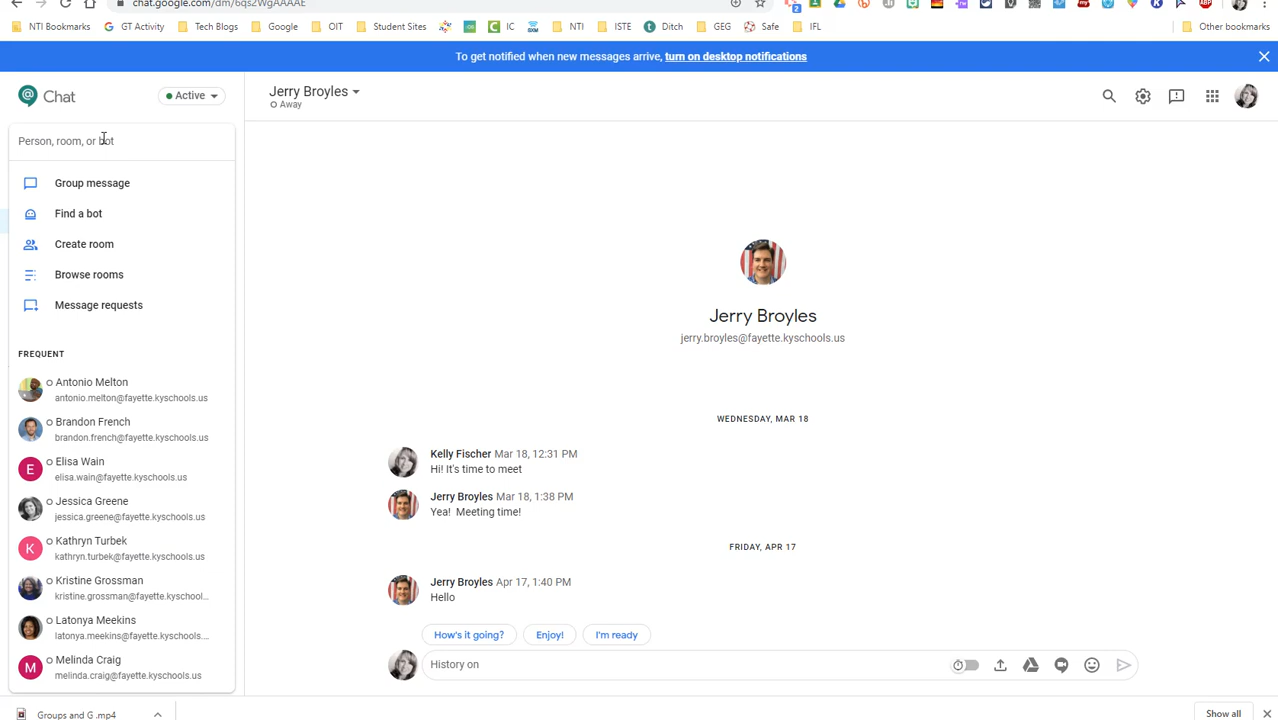 chat.google.com/dm/6qs2WgAAAAE
NTI Bookmarks GT Activity Tech Blogs Google OIT Student Sites IC NTI ISTE Ditch GEG Safe IFL Other bookmarks
To get notified when new messages arrive, turn on desktop notifications
Chat Active
Jerry Broyles
Away
Person, room, or bot
Group message
Find a bot
Create room
Browse rooms
Message requests
FREQUENT
Antonio Melton
antonio.melton@fayette.kyschools.us
Brandon French
brandon.french@fayette.kyschools.us
E
Elisa Wain
elisa.wain@fayette.kyschools.us
Jessica Greene
jessica.greene@fayette.kyschools.us
K
Kathryn Turbek
kathryn.turbek@fayette.kyschools.us
Kristine Grossman
kristine.grossman@fayette.kyschool...
Latonya Meekins
latonya.meekins@fayette.kyschools....
M
Melinda Craig
melinda.craig@fayette.kyschools.us
Jerry Broyles
jerry.broyles@fayette.kyschools.us
WEDNESDAY, MAR 18
Kelly Fischer Mar 18, 12:31 PM
Hi! It's time to meet
Jerry Broyles Mar 18, 1:38 PM
Yea! Meeting time!
FRIDAY, APR 17
Jerry Broyles Apr 17, 1:40 PM
Hello
How's it going? Enjoy! I'm ready
History on
Groups and G .mp4
Show all